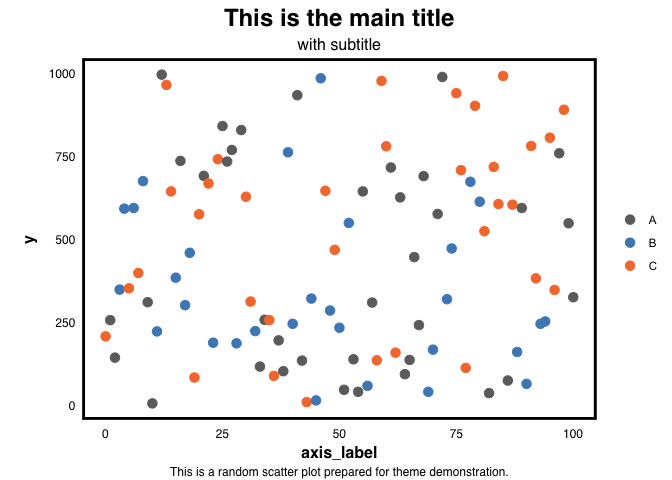 This is the main title
with subtitle
1000
750
500
250
0
y
0 25 50 75 100
axis_label
This is a random scatter plot prepared for theme demonstration.
A
B
C